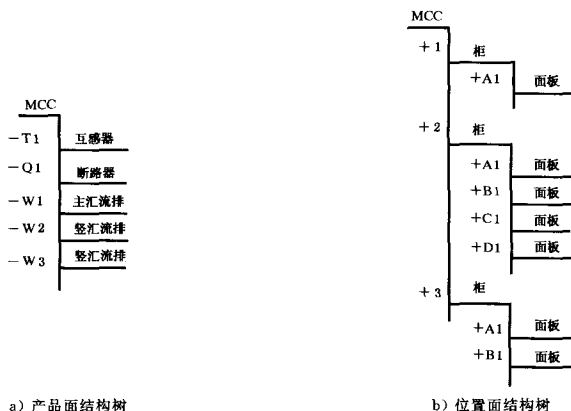 MCC
-T1 互感器
-Q1 断路器
-W1 主汇流排
-W2 竖汇流排
-W3 竖汇流排
a) 产品面结构树
MCC
+1 柜
+A1 面板
+2 柜
+A1 面板
+B1 面板
+C1 面板
+D1 面板
+3 柜
+A1 面板
+B1 面板
b) 位置面结构树